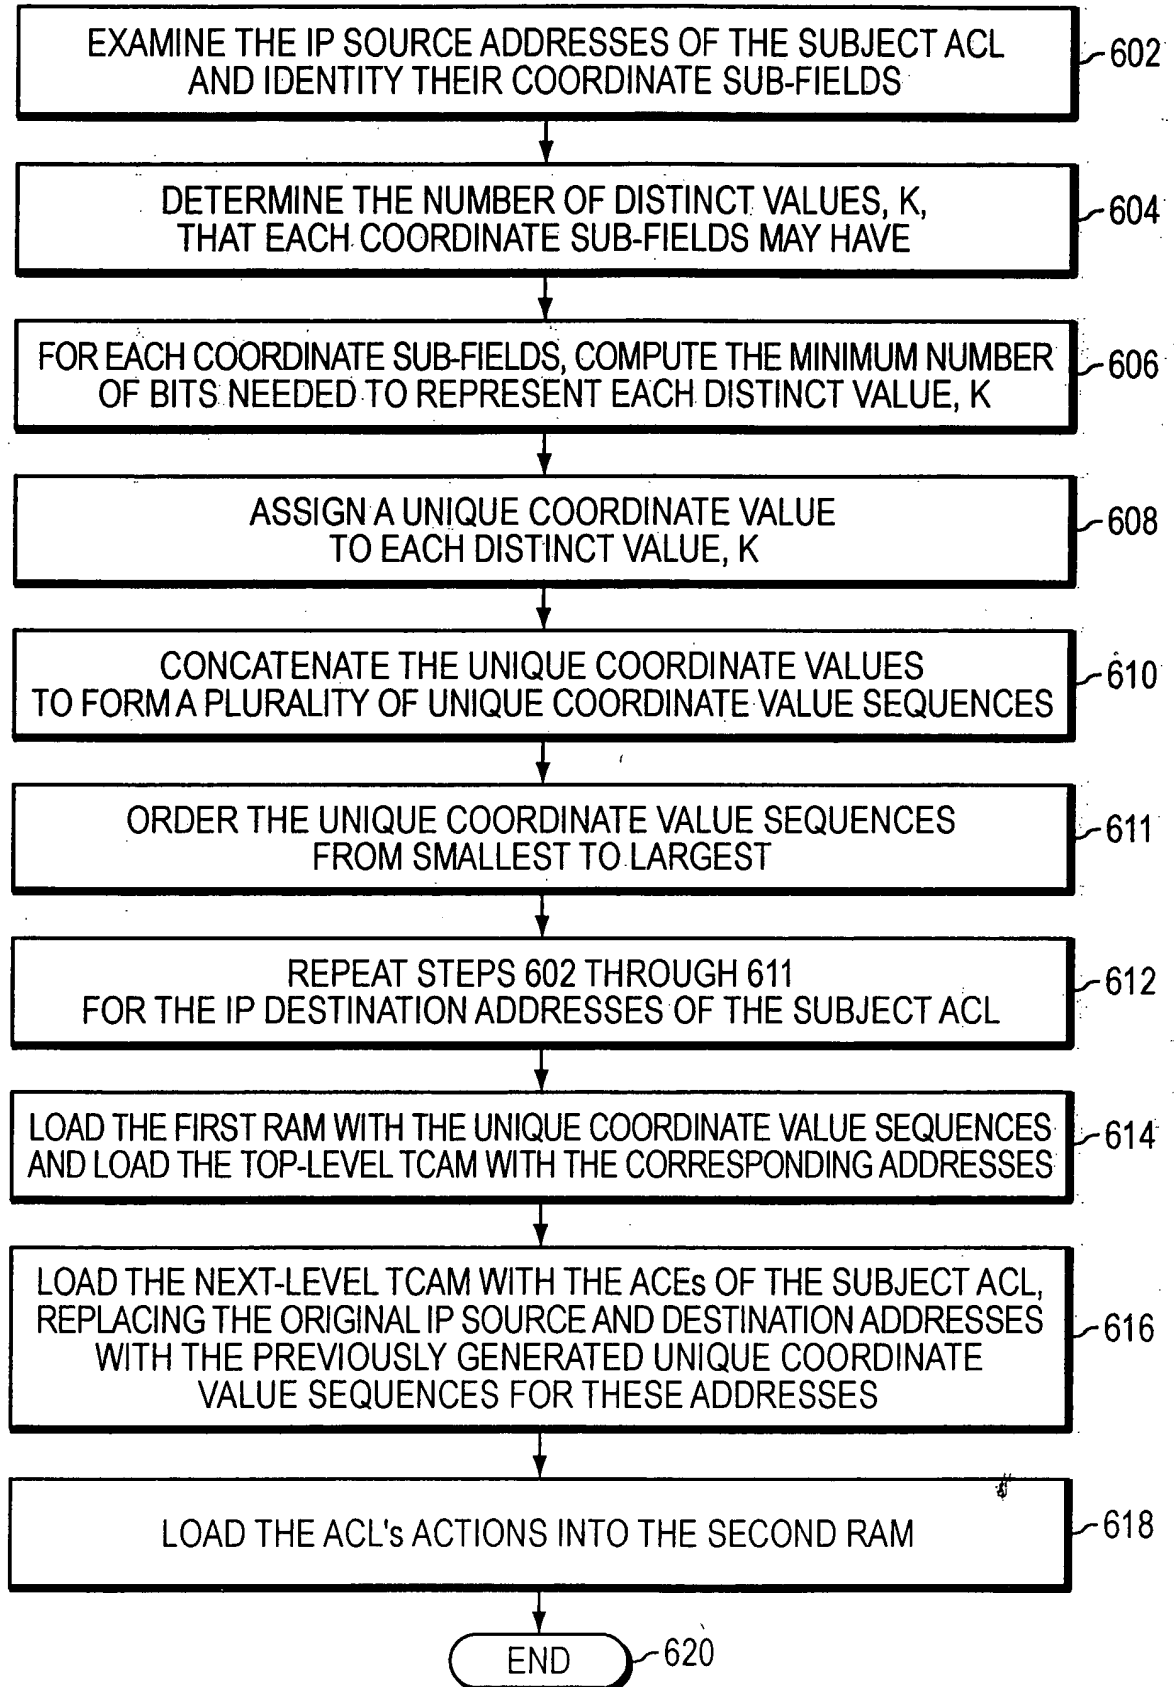 EXAMINE THE IP SOURCE ADDRESSES OF THE SUBJECT ACL
AND IDENTITY THEIR COORDINATE SUB-FIELDS
602
DETERMINE THE NUMBER OF DISTINCT VALUES, K,
THAT EACH COORDINATE SUB-FIELDS MAY HAVE
604
FOR EACH COORDINATE SUB-FIELDS, COMPUTE THE MINIMUM NUMBER
OF BITS NEEDED TO REPRESENT EACH DISTINCT VALUE, K
606
ASSIGN A UNIQUE COORDINATE VALUE
TO EACH DISTINCT VALUE, K
608
CONCATENATE THE UNIQUE COORDINATE VALUES
TO FORM A PLURALITY OF UNIQUE COORDINATE VALUE SEQUENCES
610
ORDER THE UNIQUE COORDINATE VALUE SEQUENCES
FROM SMALLEST TO LARGEST
611
REPEAT STEPS 602 THROUGH 611
FOR THE IP DESTINATION ADDRESSES OF THE SUBJECT ACL
612
LOAD THE FIRST RAM WITH THE UNIQUE COORDINATE VALUE SEQUENCES
AND LOAD THE TOP-LEVEL TCAM WITH THE CORRESPONDING ADDRESSES
614
LOAD THE NEXT-LEVEL TCAM WITH THE ACEs OF THE SUBJECT ACL,
REPLACING THE ORIGINAL IP SOURCE AND DESTINATION ADDRESSES
WITH THE PREVIOUSLY GENERATED UNIQUE COORDINATE
VALUE SEQUENCES FOR THESE ADDRESSES
616
LOAD THE ACL's ACTIONS INTO THE SECOND RAM
618
END
620